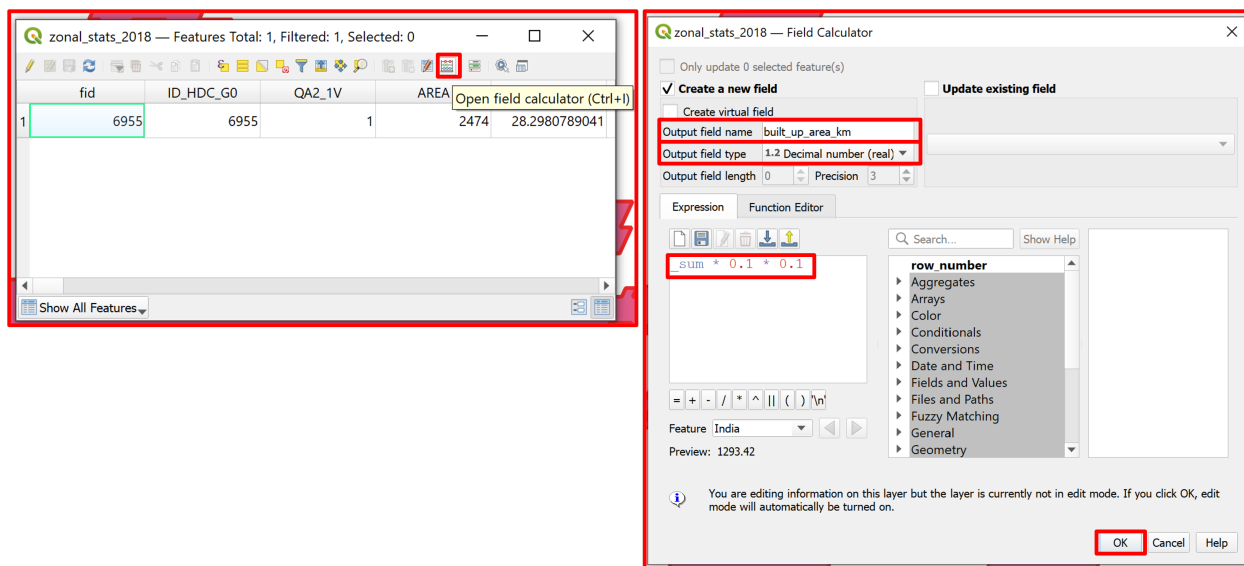 zonal_stats_2018 — Features Total: 1, Filtered: 1, Selected: 0
fid ID_HDC_G0 QA2_1V AREA
Open field calculator (Ctrl+I)
1 6955 6955 1 2474 28.2980789041
Show All Features
zonal_stats_2018 — Field Calculator
Only update 0 selected feature(s)
Create a new field
Update existing field
Create virtual field
Output field name built_up_area_km
Output field type 1.2 Decimal number (real)
Output field length 0 Precision 3
Expression Function Editor
Search... Show Help
_sum * 0.1 * 0.1
row_number
Aggregates
Arrays
Color
Conditionals
Conversions
Date and Time
Fields and Values
Files and Paths
Fuzzy Matching
General
Geometry
= + - / * ^ || ( ) '\n'
Feature India
Preview: 1293.42
You are editing information on this layer but the layer is currently not in edit mode. If you click OK, edit
mode will automatically be turned on.
OK Cancel Help